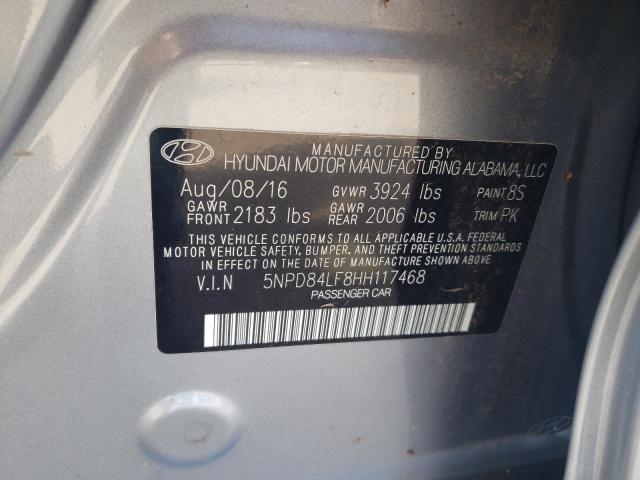 MANUFACTURED BY
HYUNDAI MOTOR MANUFACTURING ALABAMA, LLC
Aug/08/16 GVWR 3924 lbs PAINT 8S
GAWR FRONT 2183 lbs GAWR REAR 2006 lbs TRIM PK
THIS VEHICLE CONFORMS TO ALL APPLICABLE U.S.A. FEDERAL
MOTOR VEHICLE SAFETY, BUMPER, AND THEFT PREVENTION STANDARDS
IN EFFECT ON THE DATE OF MANUFACTURE SHOWN ABOVE.
V.I.N 5NPD84LF8HH117468
PASSENGER CAR